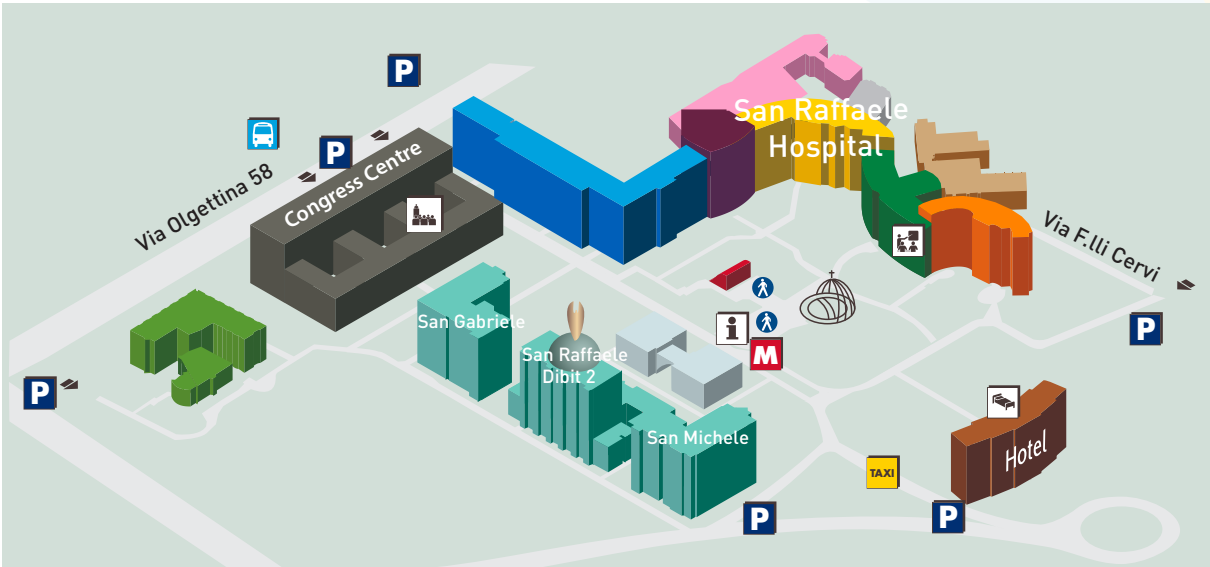 P
San Raffaele
Hospital
P
Congress Centre
Via Olgettina 58
Via F.lli Cervi
San Gabriele
i
M
P
San Raffaele
Dibit 2
P
San Michele
Hotel
TAXI
P
P